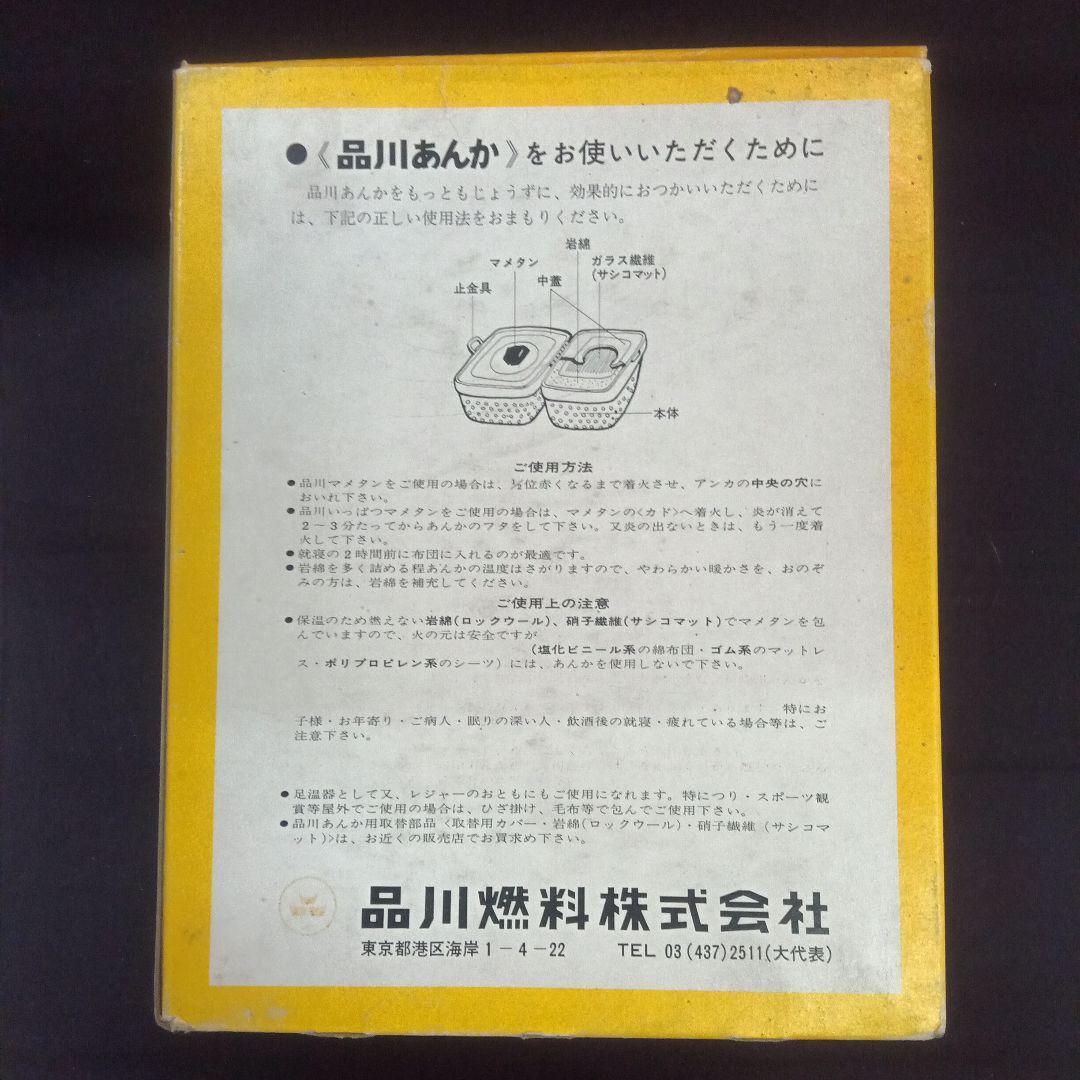 ●《品川あんか》をお使いいただくために
品川あんかをもっともじょうずに、効果的におつかいいただくために
は、下記の正しい使用法をおまもりください。
岩綿
マメタン
ガラス繊維
(サシコマット)
中蓋
止金具
本体
ご使用方法
●品川マメタンをご使用の場合は、½位赤くなるまで着火させ、アンカの中央の穴に
おいれ下さい。
●品川いっぱつマメタンをご使用の場合は、マメタンの〈カド〉へ着火し、炎が消えて
2～3分たってからあんかのフタをして下さい。又炎の出ないときは、もう一度着
火して下さい。
●就寝の2時間前に布団に入れるのが最適です。
●岩綿を多く詰める程あんかの温度はさがりますので、やわらかい暖かさを、おのぞ
みの方は、岩綿を補充してください。
ご使用上の注意
●保温のため燃えない岩綿(ロックウール)、硝子繊維(サシコマット)でマメタンを包
んでいますので、火の元は安全ですが
(塩化ビニール系の綿布団・ゴム系のマットレ
ス・ポリプロピレン系のシーツ)には、あんかを使用しないで下さい。
特にお
子様・お年寄り・ご病人・眠りの深い人・飲酒後の就寝・疲れている場合等は、ご
注意下さい。
●足温器として又、レジャーのおともにもご使用になれます。特につり・スポーツ観
賞等屋外でご使用の場合は、ひざ掛け、毛布等で包んでご使用下さい。
●品川あんか用取替部品〈取替用カバー・岩綿(ロックウール)・硝子繊維(サシコマ
ット)〉は、お近くの販売店でお買求め下さい。
品川燃料株式会社
東京都港区海岸1-4-22 TEL 03(437)2511(大代表)